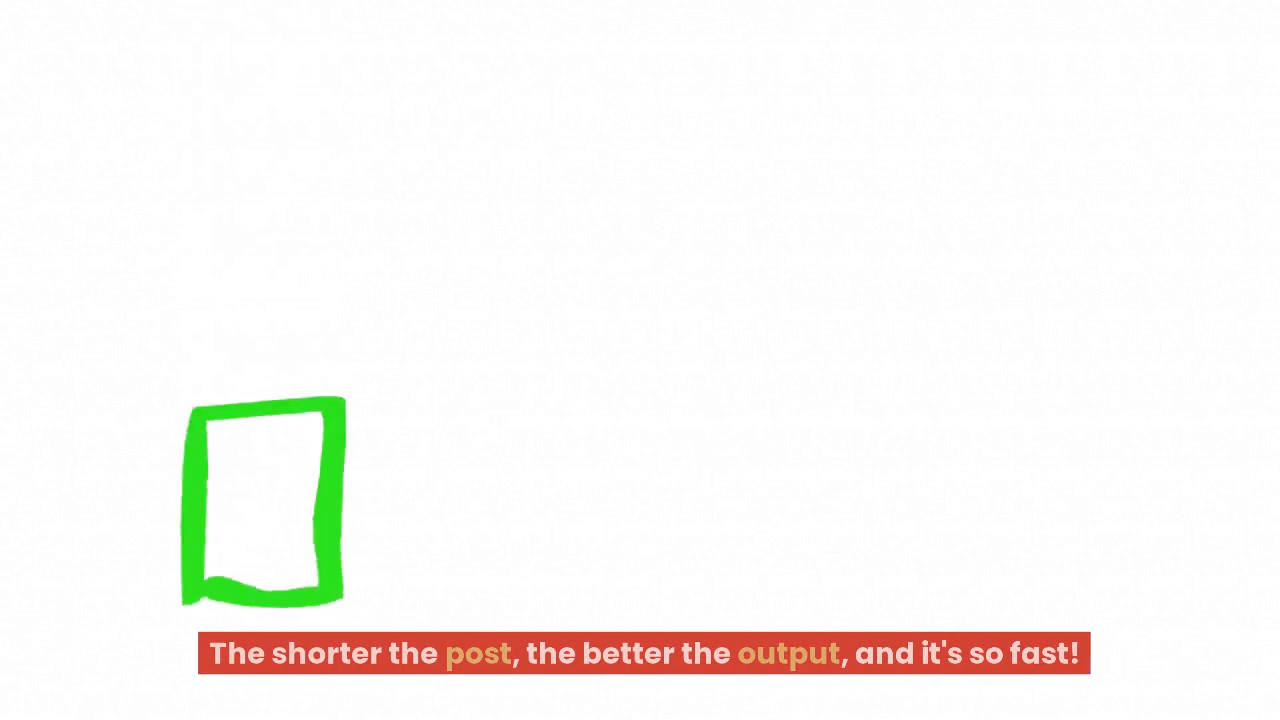 The shorter the post, the better the output, and it's so fast!